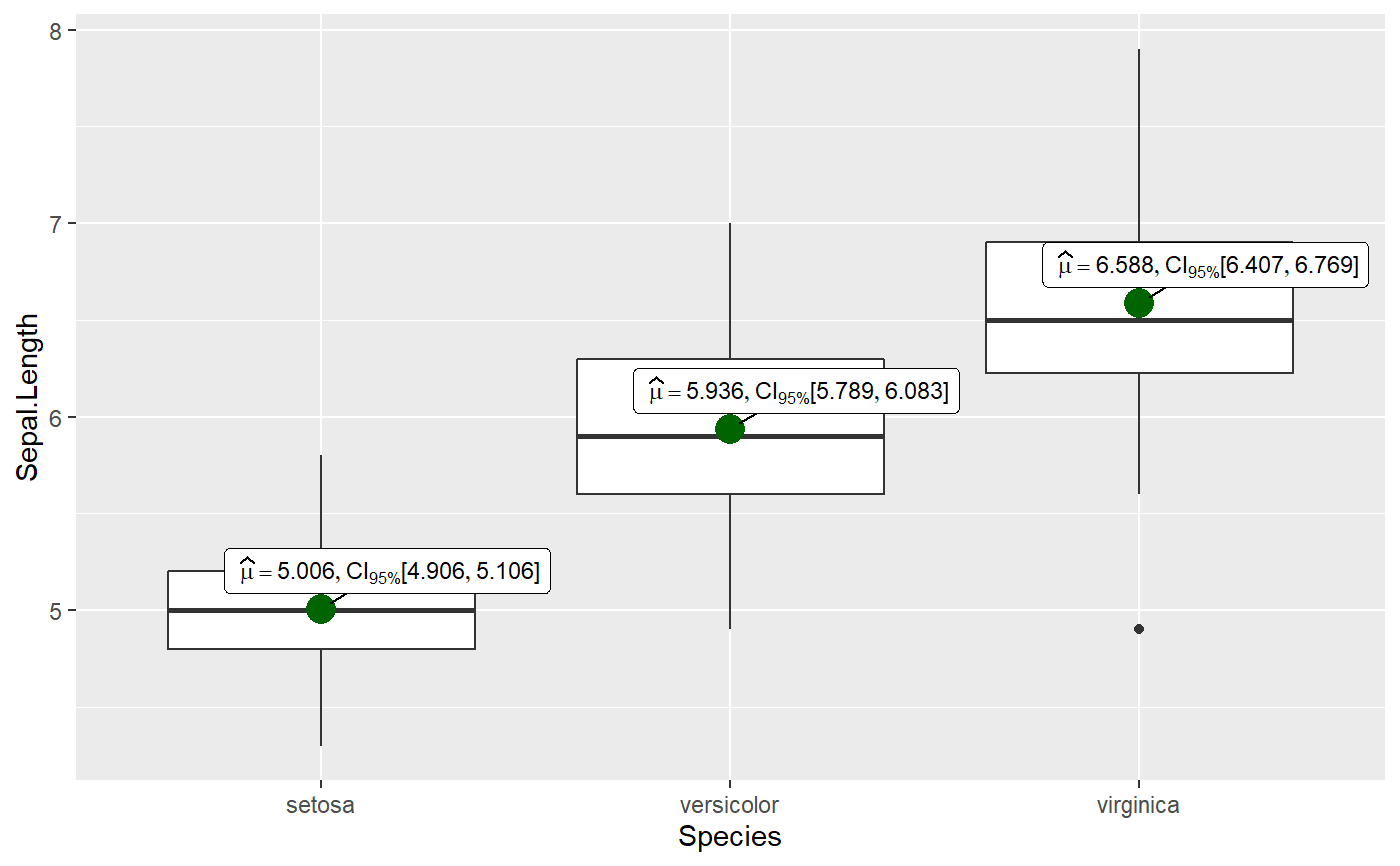 8
7
6
5
Sepal.Length
μ̂ = 6.588, CI95%[6.407, 6.769]
μ̂ = 5.936, CI95%[5.789, 6.083]
μ̂ = 5.006, CI95%[4.906, 5.106]
setosa versicolor virginica
Species